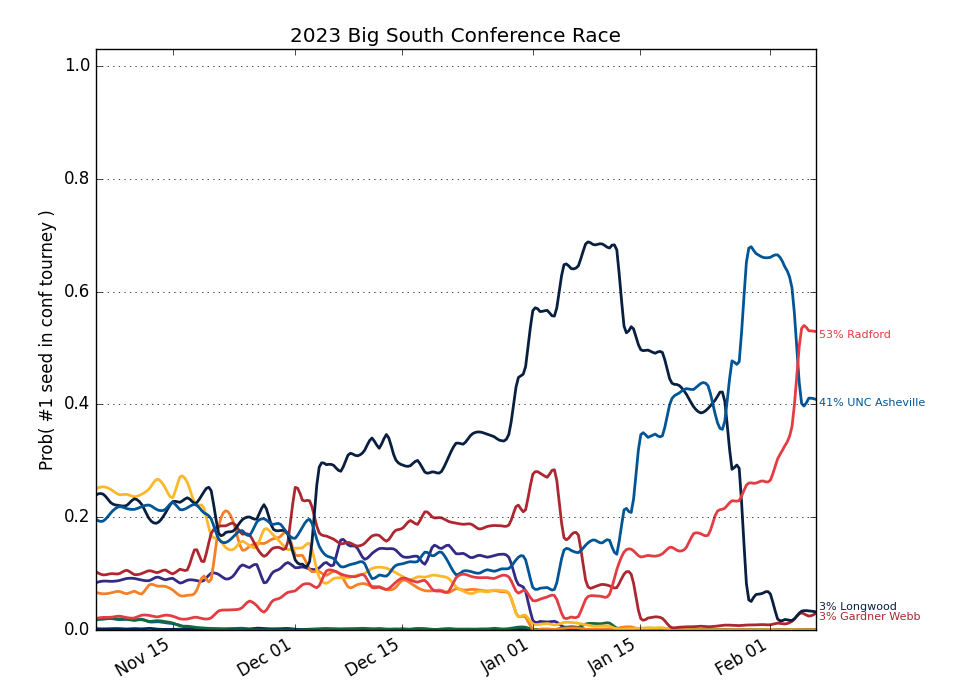 2023 Big South Conference Race
Prob( #1 seed in conf tourney )
1.0
0.8
0.6
0.4
0.2
0.0
53% Radford
41% UNC Asheville
3% Longwood
3% Gardner Webb
Nov 15
Dec 01
Dec 15
Jan 01
Jan 15
Feb 01